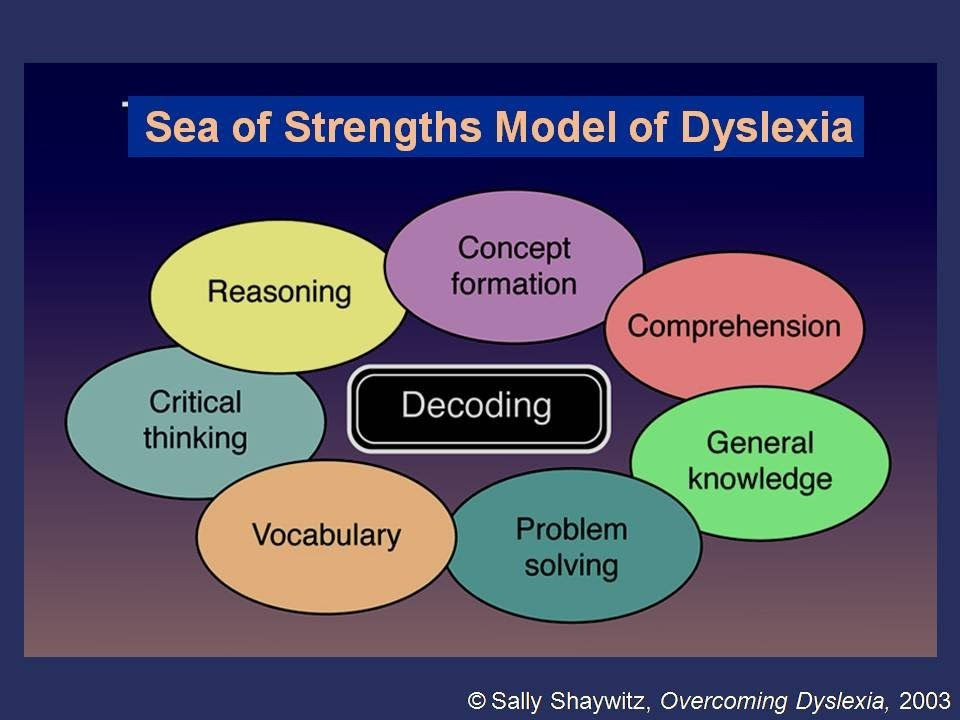 Sea of Strengths Model of Dyslexia
Concept
formation
Reasoning
Comprehension
Critical
thinking
Decoding
General
knowledge
Vocabulary
Problem
solving
© Sally Shaywitz, Overcoming Dyslexia, 2003